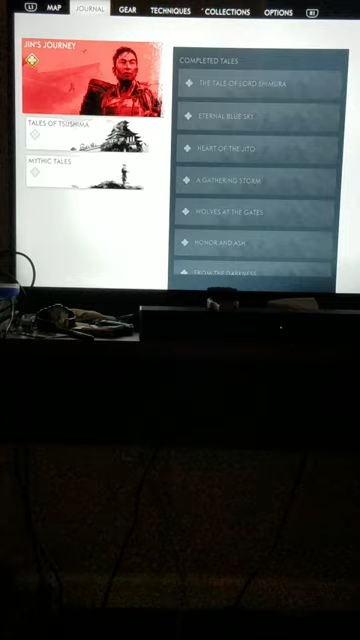 L1 MAP JOURNAL GEAR TECHNIQUES COLLECTIONS OPTIONS R1
JIN'S JOURNEY
TALES OF TSUSHIMA
MYTHIC TALES
COMPLETED TALES
THE TALE OF LORD SHIMURA
ETERNAL BLUE SKY
HEART OF THE JITO
A GATHERING STORM
WOLVES AT THE GATES
HONOR AND ASH
FROM THE DARKNESS